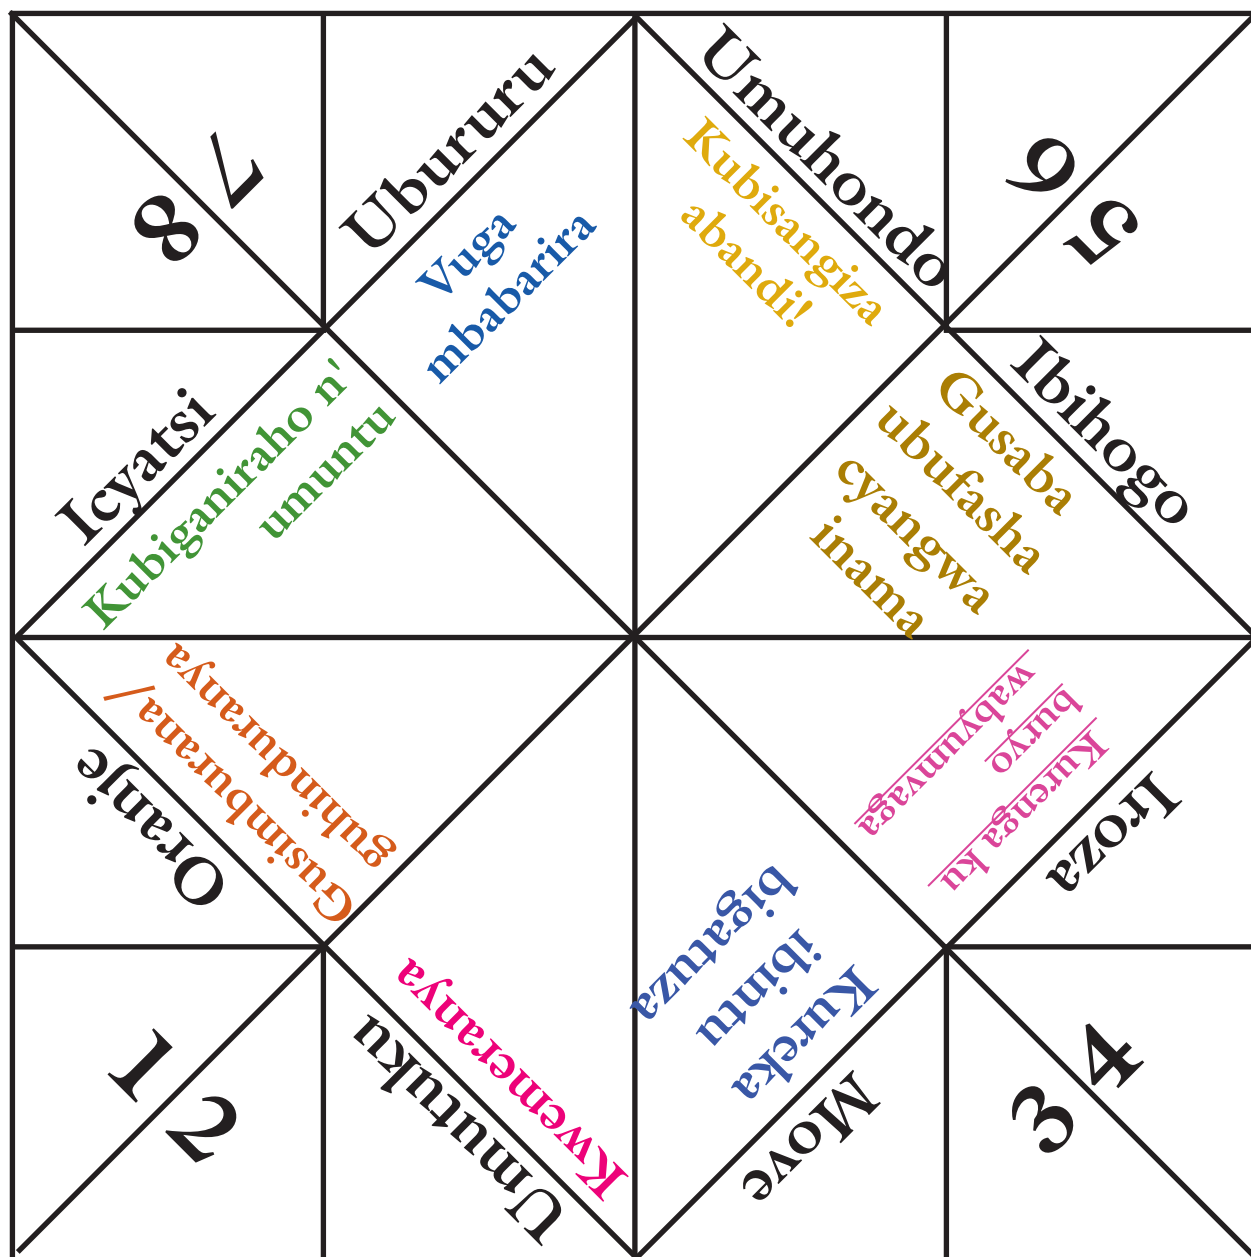 8
7
Ubururu
Vuga
mbabarira
Umuhondo
Kubisangiza
abandi!
6
5
Icyatsi
Kubiganiraho n'
umuntu
Ibihogo
Gusaba
ubufasha
cyangwa
inama
Oranje
Gusimburana /
guhinduranya
Iroza
Kurenga ku
buryo
wabyumvaga
Umutuku
Kwemeranya
Move
Kureka
ibintu
bigatuza
1
2
3
4